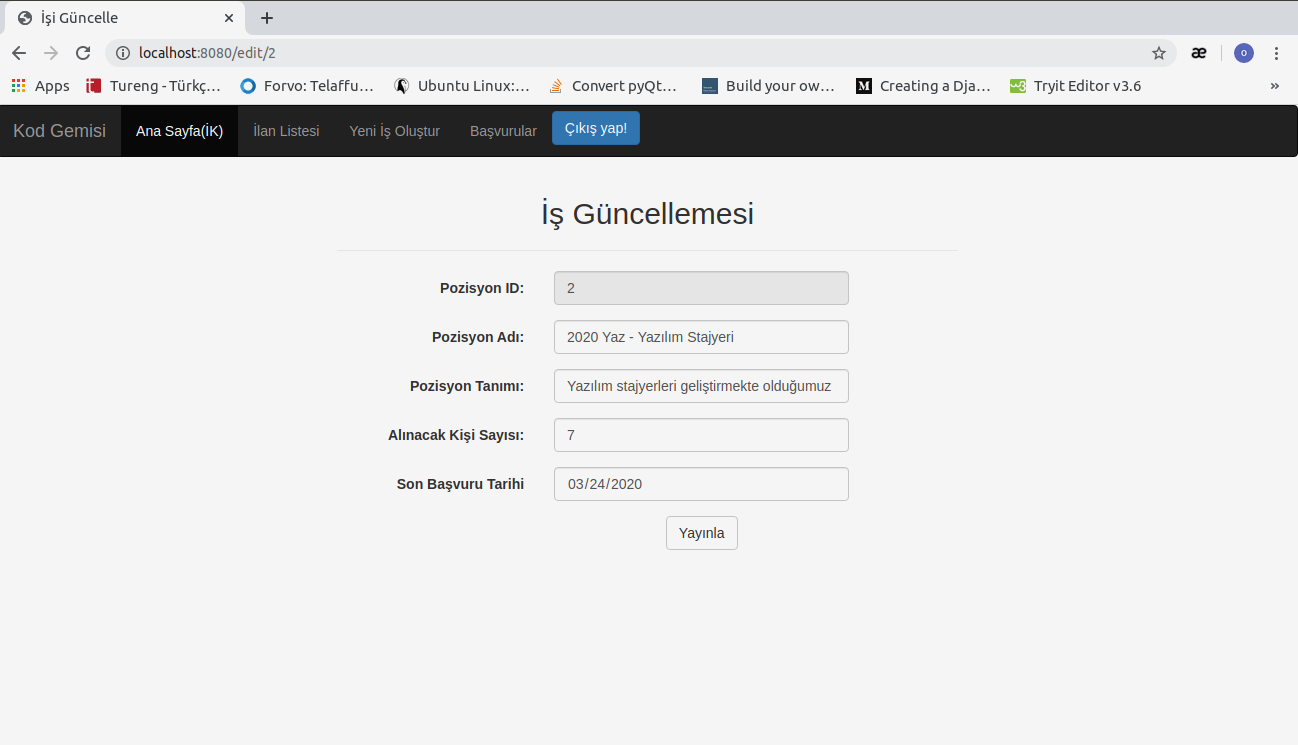 İşi Güncelle
localhost:8080/edit/2
Apps Tureng - Türkç... Forvo: Telaffu... Ubuntu Linux:... Convert pyQt... Build your ow... Creating a Dja... Tryit Editor v3.6 »
Kod Gemisi Ana Sayfa(İK) İlan Listesi Yeni İş Oluştur Başvurular Çıkış yap!
İş Güncellemesi
Pozisyon ID: 2
Pozisyon Adı: 2020 Yaz - Yazılım Stajyeri
Pozisyon Tanımı: Yazılım stajyerleri geliştirmekte olduğumuz
Alınacak Kişi Sayısı: 7
Son Başvuru Tarihi 03/24/2020
Yayınla